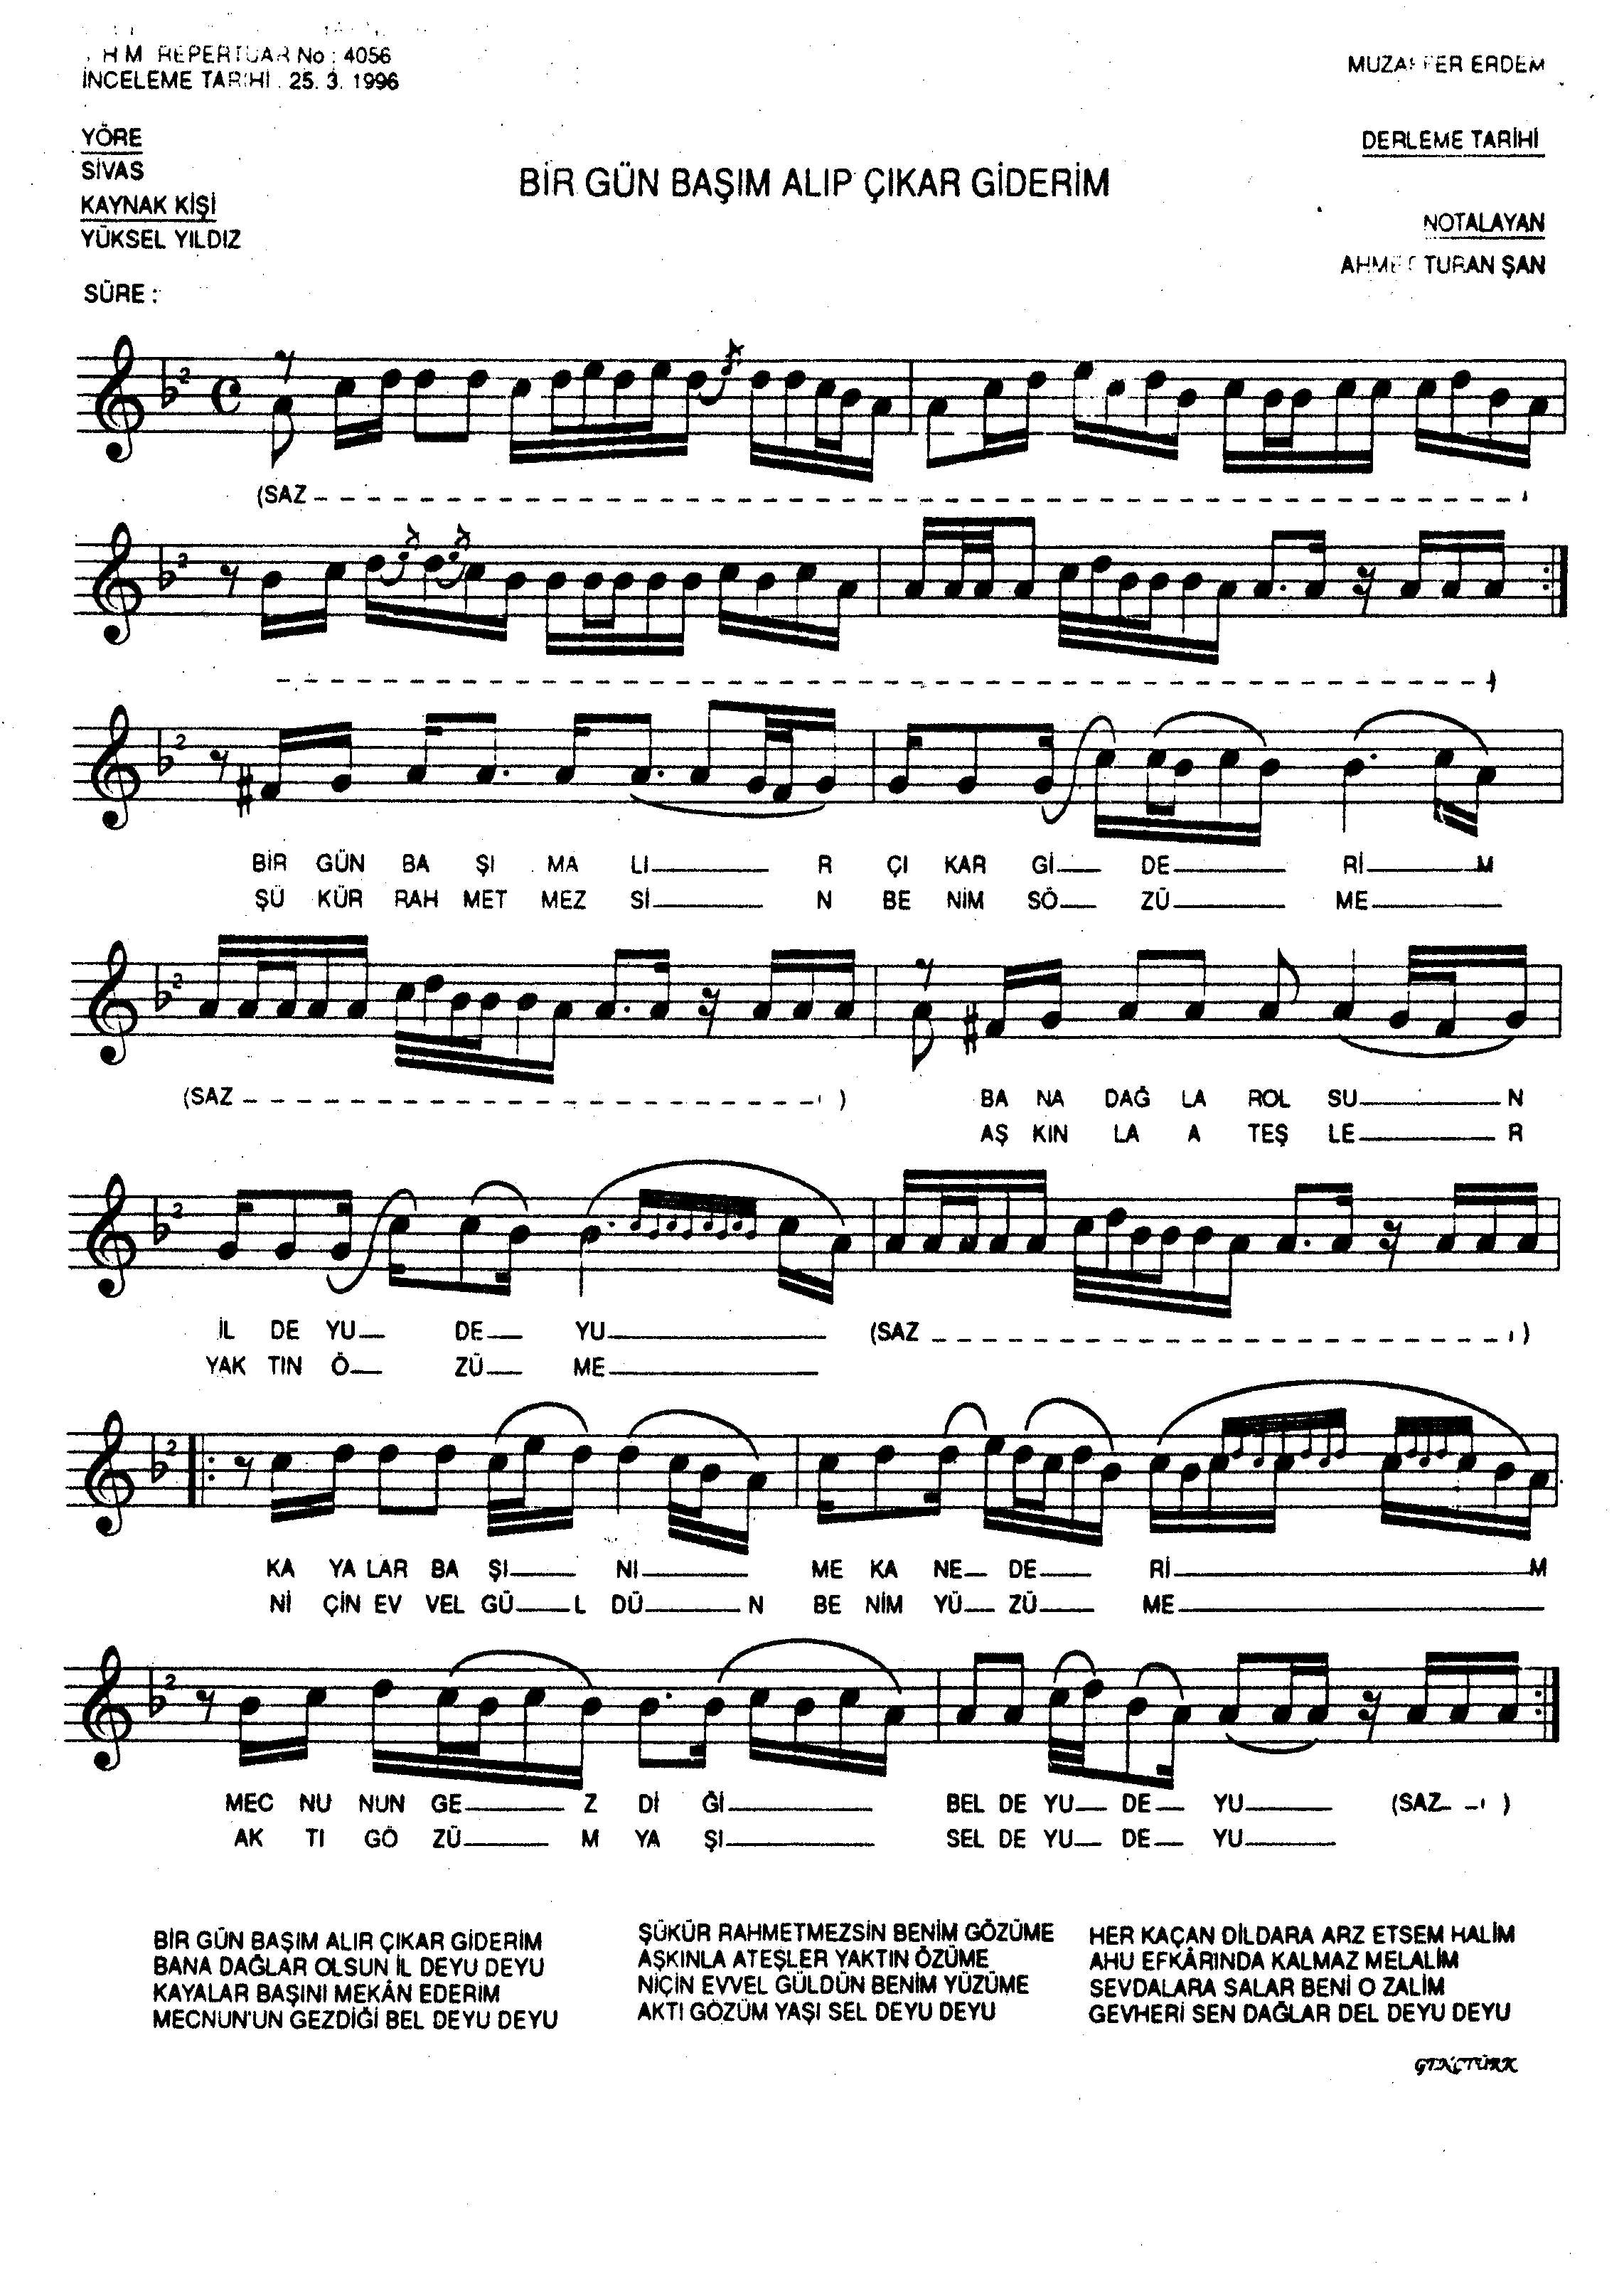 H M REPERTUAR No : 4056
İNCELEME TARİHİ : 25. 3. 1996
MUZAFFER ERDEM
YÖRE
SİVAS
DERLEME TARİHİ
BİR GÜN BAŞIM ALIP ÇIKAR GİDERİM
KAYNAK KİŞİ
YÜKSEL YILDIZ
NOTALAYAN
AHMET TURAN ŞAN
SÜRE :
(SAZ
)
BİR GÜN BA ŞI MA LI R ÇI KAR Gİ DE Rİ M
ŞÜ KÜR RAH MET MEZ Sİ N BE NİM SÖ ZÜ ME
(SAZ ) BA NA DAĞ LA ROL SU N
AŞ KIN LA A TEŞ LE R
İL DE YU DE YU (SAZ )
YAK TIN Ö ZÜ ME
KA YA LAR BA ŞI NI ME KA NE DE Rİ M
Nİ ÇİN EV VEL GÜ L DÜ N BE NİM YÜ ZÜ ME
MEC NU NUN GE Z Dİ Ğİ BEL DE YU DE YU (SAZ )
AK TI GÖ ZÜ M YA ŞI SEL DE YU DE YU
BİR GÜN BAŞIM ALIR ÇIKAR GİDERİM
BANA DAĞLAR OLSUN İL DEYU DEYU
KAYALAR BAŞINI MEKÂN EDERİM
MECNUN'UN GEZDİĞİ BEL DEYU DEYU
ŞÜKÜR RAHMETMEZSİN BENİM GÖZÜME
AŞKINLA ATEŞLER YAKTIN ÖZÜME
NİÇİN EVVEL GÜLDÜN BENİM YÜZÜME
AKTI GÖZÜM YAŞI SEL DEYU DEYU
HER KAÇAN DİLDARA ARZ ETSEM HALİM
AHU EFKÂRINDA KALMAZ MELALİM
SEVDALARA SALAR BENİ O ZALİM
GEVHERİ SEN DAĞLAR DEL DEYU DEYU
GENÇTÜRK